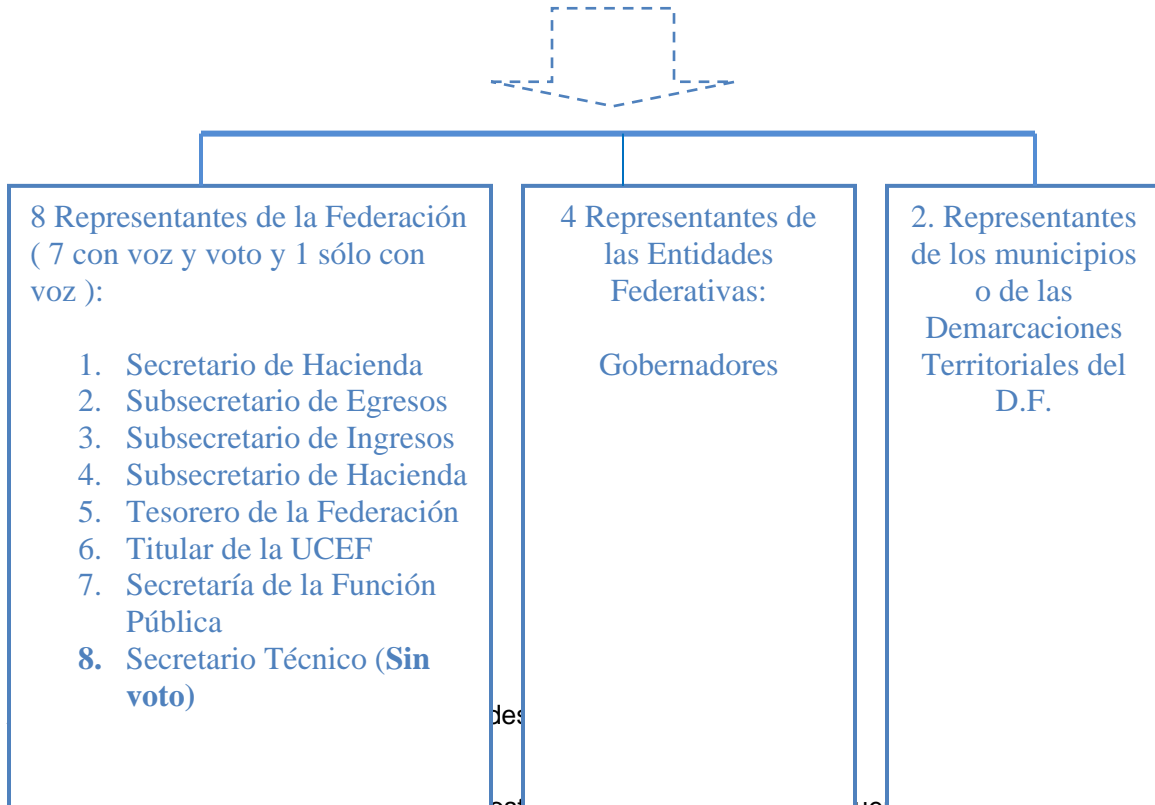 8 Representantes de la Federación
( 7 con voz y voto y 1 sólo con
voz ):
1. Secretario de Hacienda
2. Subsecretario de Egresos
3. Subsecretario de Ingresos
4. Subsecretario de Hacienda
5. Tesorero de la Federación
6. Titular de la UCEF
7. Secretaría de la Función
Pública
8. Secretario Técnico (Sin
voto)
4 Representantes de
las Entidades
Federativas:
Gobernadores
2. Representantes
de los municipios
o de las
Demarcaciones
Territoriales del
D.F.